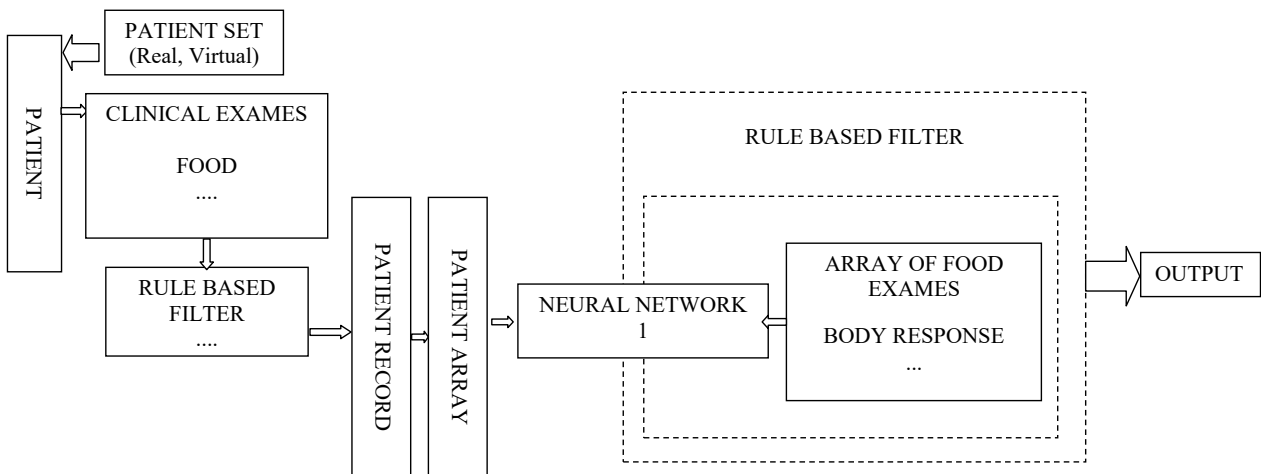 PATIENT SET
(Real, Virtual)
PATIENT
CLINICAL EXAMES
FOOD
....
RULE BASED
FILTER
....
PATIENT RECORD
PATIENT ARRAY
NEURAL NETWORK
1
RULE BASED FILTER
ARRAY OF FOOD
EXAMES
BODY RESPONSE
...
OUTPUT